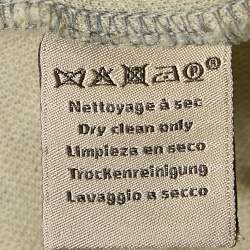 P
Nettoyage à sec
Dry clean only
Limpieza en seco
Trockenreinigung
Lavaggio a secco